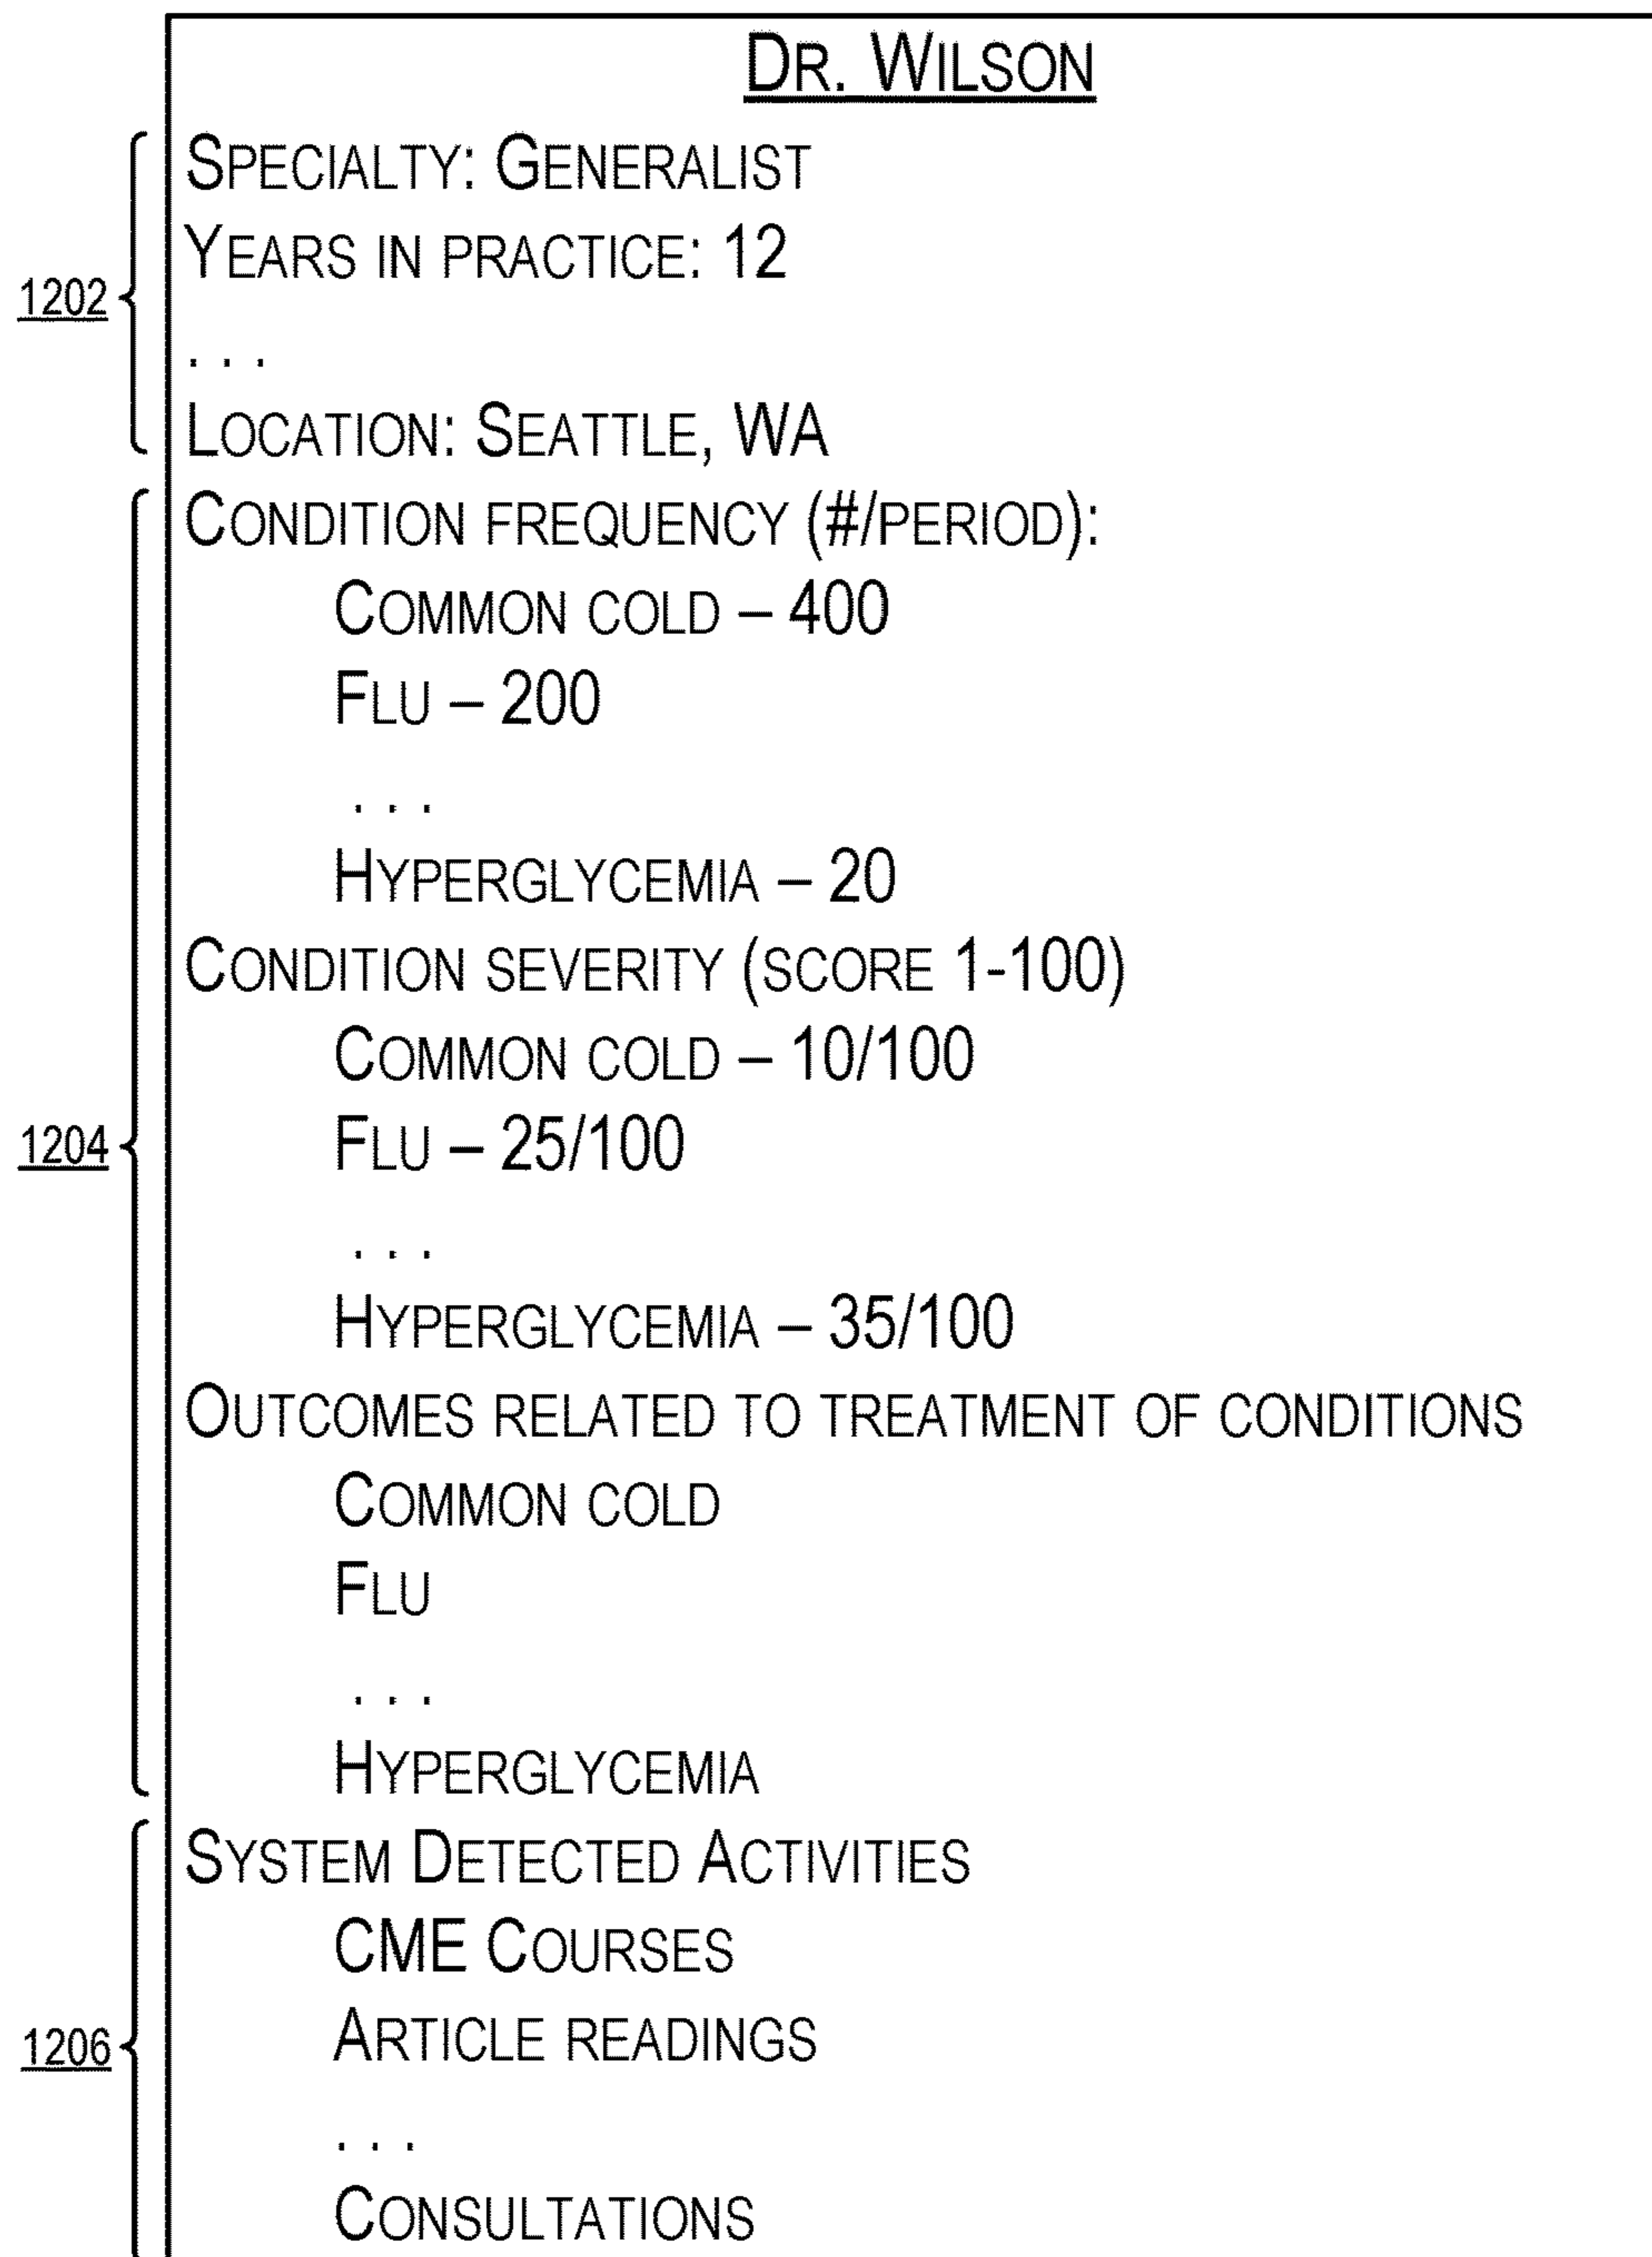 DR. WILSON
SPECIALTY: GENERALIST
YEARS IN PRACTICE: 12
1202
. . .
LOCATION: SEATTLE, WA
CONDITION FREQUENCY (#/PERIOD):
COMMON COLD – 400
FLU – 200
. . .
HYPERGLYCEMIA – 20
CONDITION SEVERITY (SCORE 1-100)
COMMON COLD – 10/100
1204
FLU – 25/100
. . .
HYPERGLYCEMIA – 35/100
OUTCOMES RELATED TO TREATMENT OF CONDITIONS
COMMON COLD
FLU
. . .
HYPERGLYCEMIA
SYSTEM DETECTED ACTIVITIES
CME COURSES
1206
ARTICLE READINGS
. . .
CONSULTATIONS